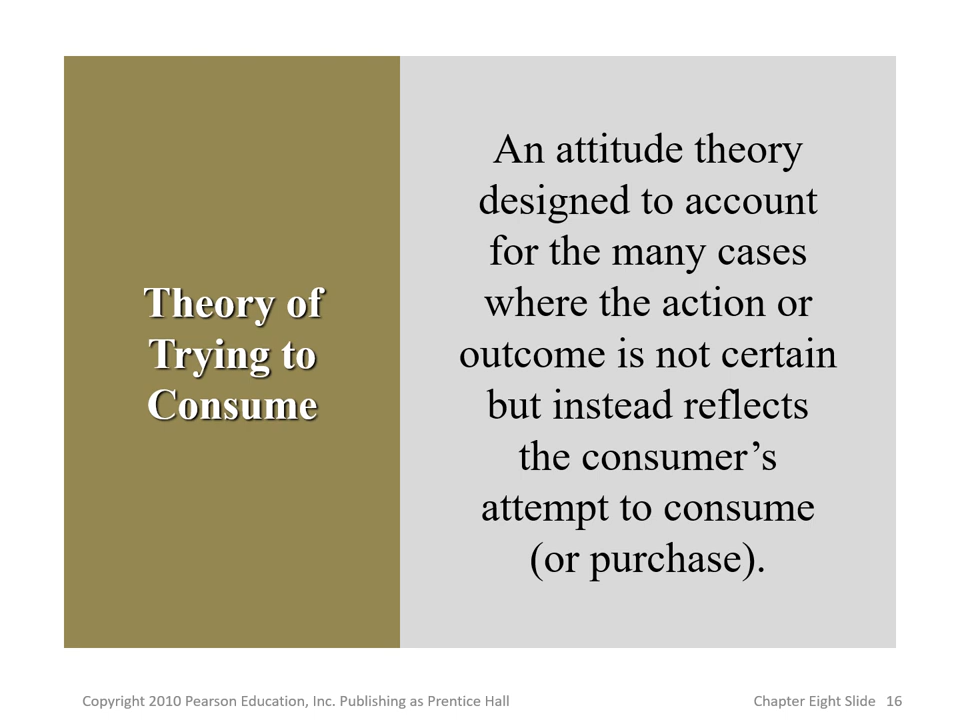 Theory of
Trying to
Consume
An attitude theory
designed to account
for the many cases
where the action or
outcome is not certain
but instead reflects
the consumer’s
attempt to consume
(or purchase).
Copyright 2010 Pearson Education, Inc. Publishing as Prentice Hall
Chapter Eight Slide 16